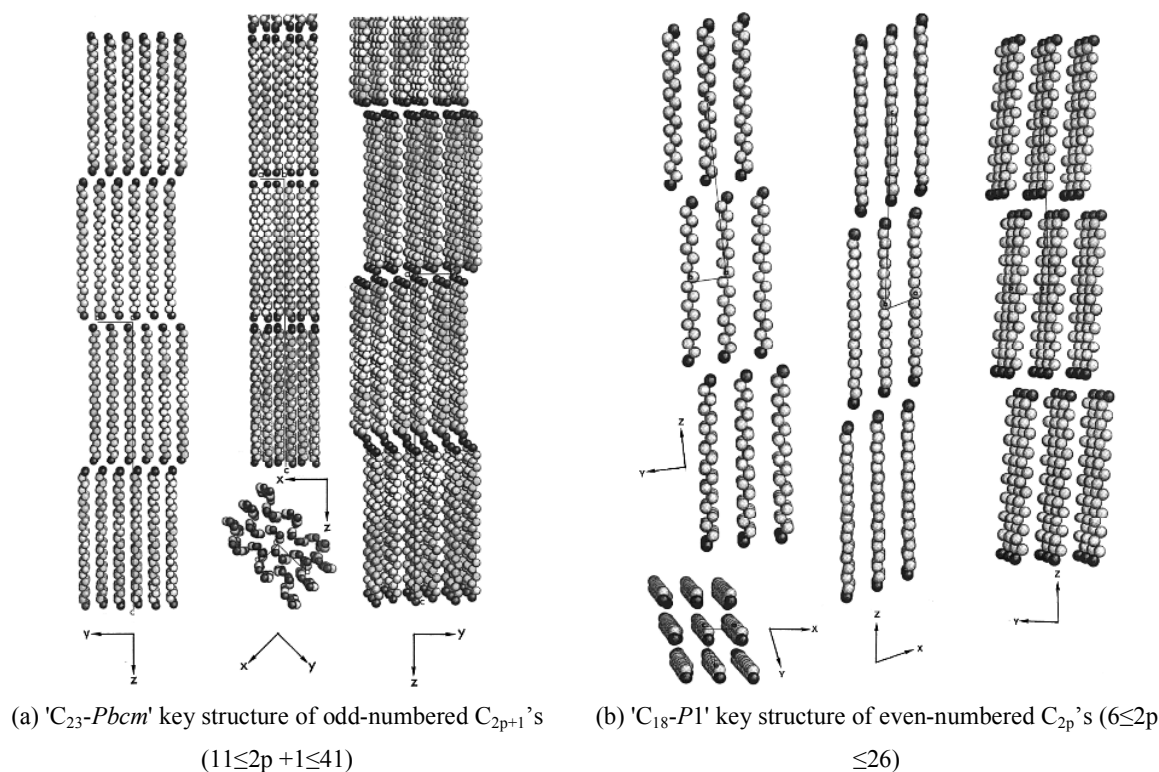 Y
Z
X
Z
X
Y
C
Y
Z
C
Y
Z
X
Y
Z
X
Z
Y
(a) 'C23-Pbcm' key structure of odd-numbered C2p+1's
(11≤2p +1≤41)
(b) 'C18-P1' key structure of even-numbered C2p's (6≤2p
≤26)